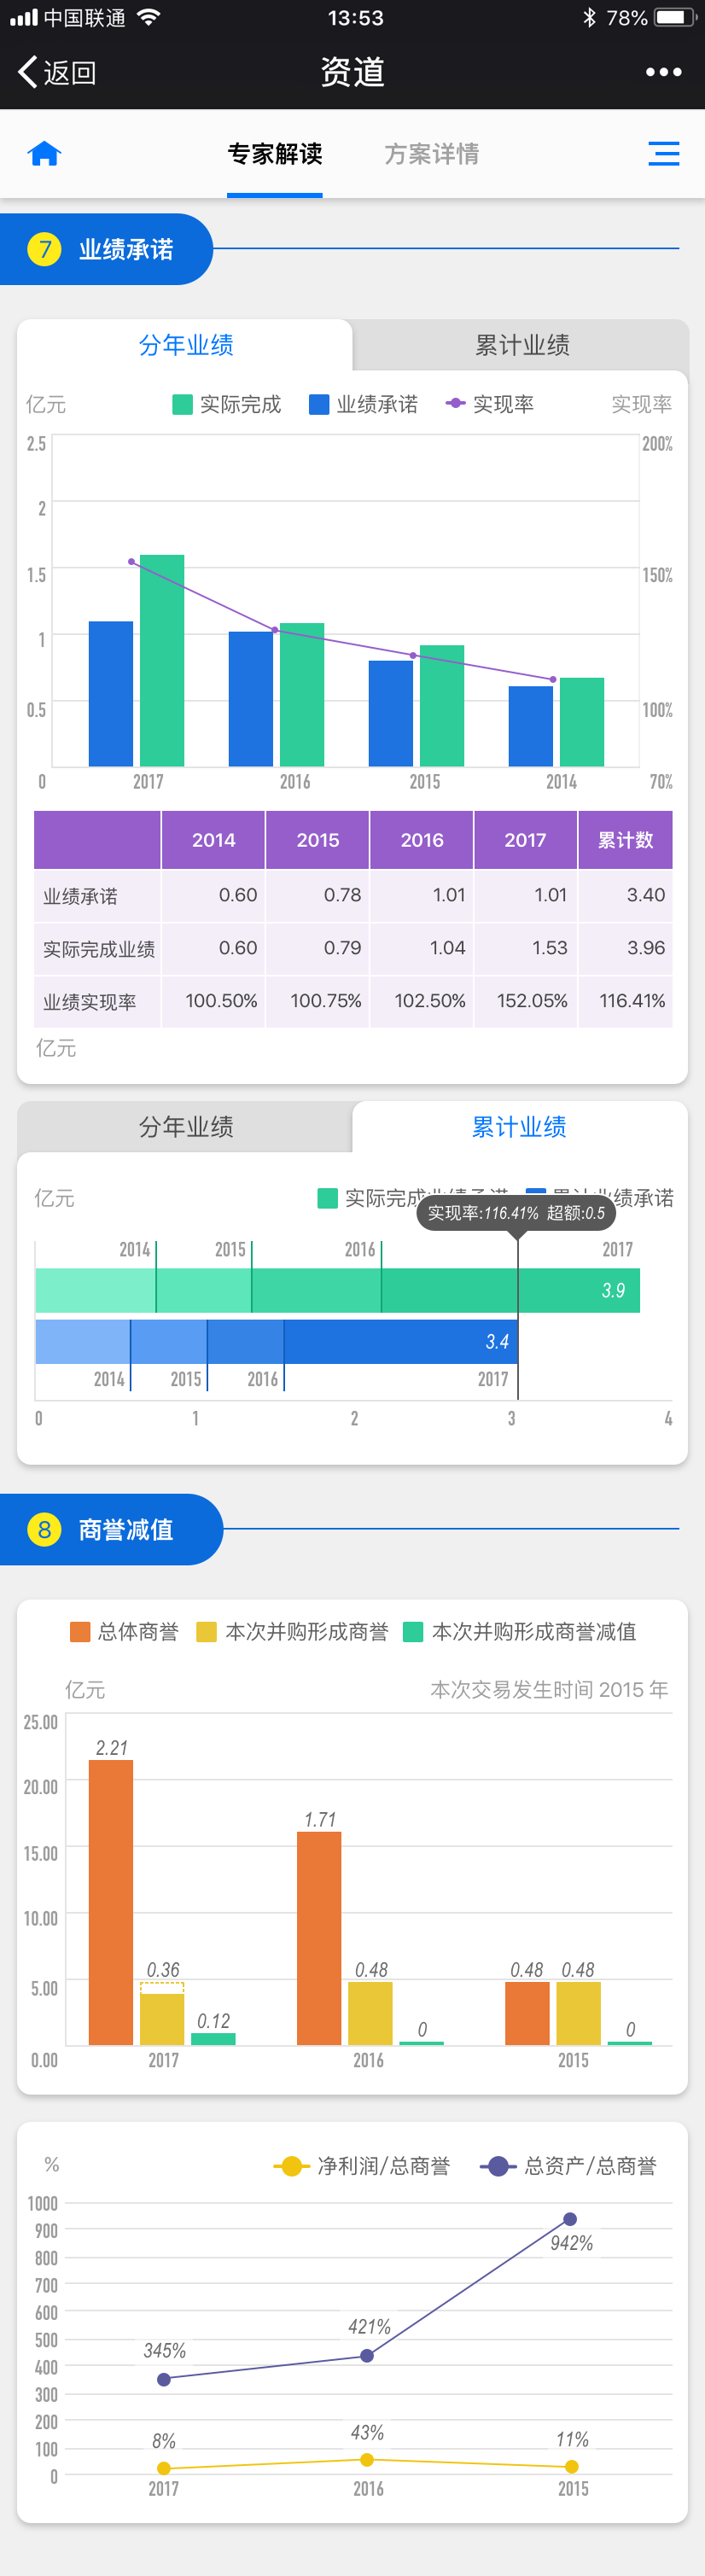 中国联通 13:53 78%
返回 资道
专家解读 方案详情
7 业绩承诺
分年业绩 累计业绩
亿元 实际完成 业绩承诺 实现率 实现率
2.5 200%
2
1.5 150%
1
0.5 100%
0 2017 2016 2015 2014 70%
2014 2015 2016 2017 累计数
业绩承诺 0.60 0.78 1.01 1.01 3.40
实际完成业绩 0.60 0.79 1.04 1.53 3.96
业绩实现率 100.50% 100.75% 102.50% 152.05% 116.41%
亿元
分年业绩 累计业绩
亿元 实际完成业绩承诺 累计业绩承诺
实现率:116.41% 超额:0.5
2014 2015 2016 2017
3.9
3.4
2014 2015 2016 2017
0 1 2 3 4
8 商誉减值
总体商誉 本次并购形成商誉 本次并购形成商誉减值
亿元 本次交易发生时间 2015 年
25.00
2.21
20.00
1.71
15.00
10.00
0.36 0.48 0.48 0.48
5.00
0.12 0 0
0.00 2017 2016 2015
% 净利润/总商誉 总资产/总商誉
1000
900
942%
800
700
600
421%
500
345%
400
300
200
43%
8% 11%
100
0
2017 2016 2015